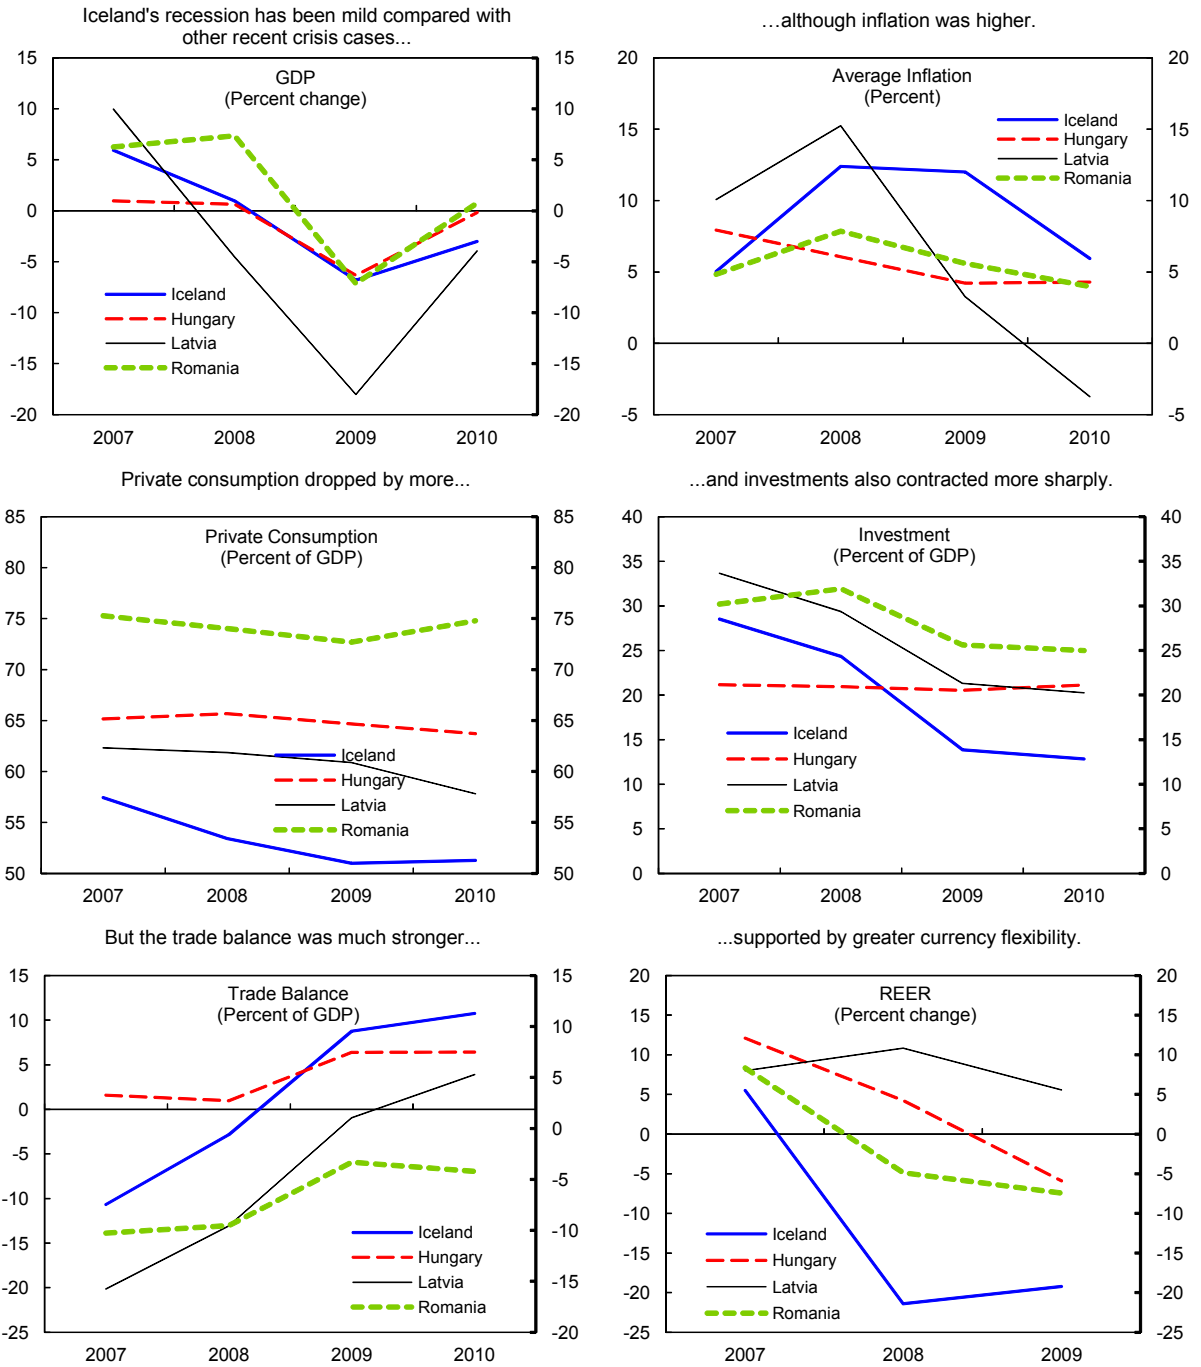 Iceland's recession has been mild compared with
other recent crisis cases...
15
10
5
0
-5
-10
-15
-20
GDP
(Percent change)
Iceland
Hungary
Latvia
Romania
15
10
5
0
-5
-10
-15
-20
2007 2008 2009 2010
...although inflation was higher.
20
15
10
5
0
-5
Average Inflation
(Percent)
Iceland
Hungary
Latvia
Romania
20
15
10
5
0
-5
2007 2008 2009 2010
Private consumption dropped by more...
85
80
75
70
65
60
55
50
Private Consumption
(Percent of GDP)
Iceland
Hungary
Latvia
Romania
85
80
75
70
65
60
55
50
2007 2008 2009 2010
...and investments also contracted more sharply.
40
35
30
25
20
15
10
5
0
Investment
(Percent of GDP)
Iceland
Hungary
Latvia
Romania
40
35
30
25
20
15
10
5
0
2007 2008 2009 2010
But the trade balance was much stronger...
15
10
5
0
-5
-10
-15
-20
-25
Trade Balance
(Percent of GDP)
Iceland
Hungary
Latvia
Romania
15
10
5
0
-5
-10
-15
-20
2007 2008 2009 2010
...supported by greater currency flexibility.
20
15
10
5
0
-5
-10
-15
-20
-25
REER
(Percent change)
Iceland
Hungary
Latvia
Romania
20
15
10
5
0
-5
-10
-15
-20
-25
2007 2008 2009